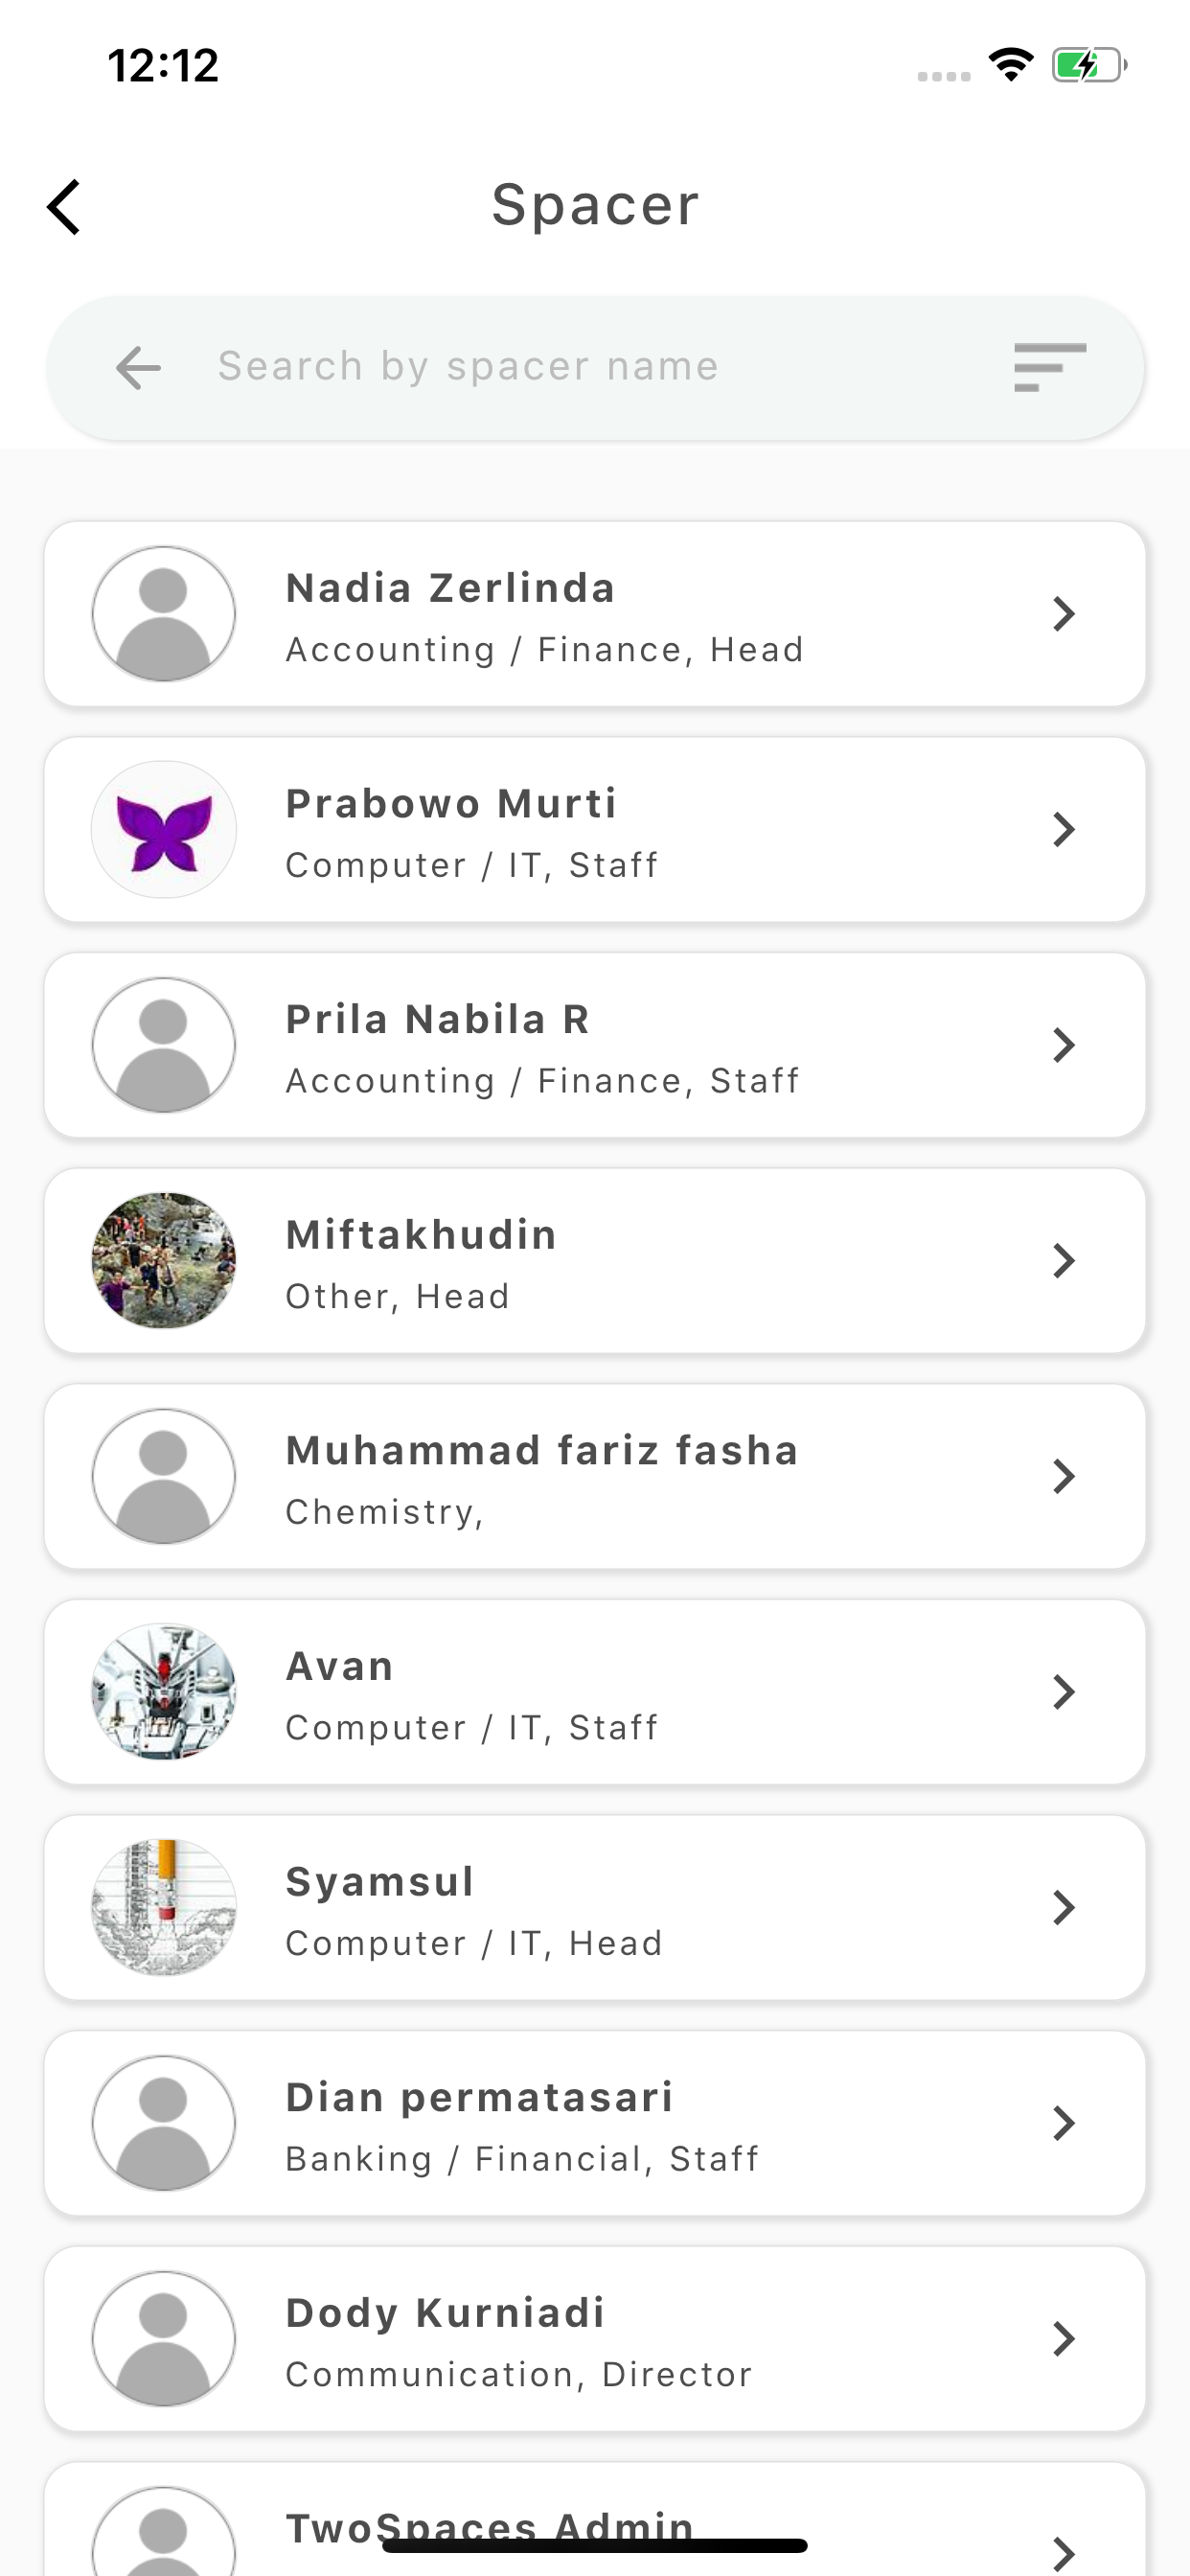 12:12
Spacer
Search by spacer name
Nadia Zerlinda
Accounting / Finance, Head
Prabowo Murti
Computer / IT, Staff
Prila Nabila R
Accounting / Finance, Staff
Miftakhudin
Other, Head
Muhammad fariz fasha
Chemistry,
Avan
Computer / IT, Staff
Syamsul
Computer / IT, Head
Dian permatasari
Banking / Financial, Staff
Dody Kurniadi
Communication, Director
TwoSpaces Admin